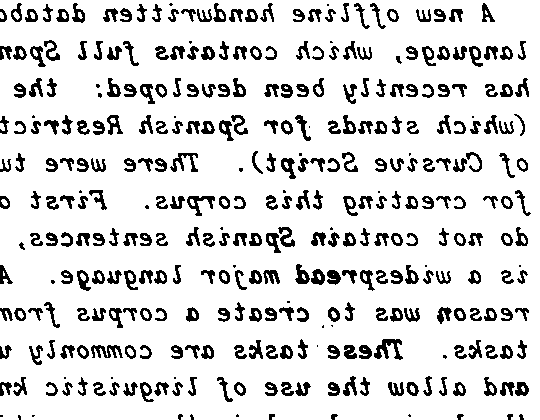 A new offline handwritten databa
language, which contains full Span
has recently been developed: the
(which stands for Spanish Restrict
of Cursive Script). There were tw
for creating this corpus. First o
do not contain Spanish sentences,
is a widespread major language. A
reason was to create a corpus from
tasks. These tasks are commonly u
and allow the use of linguistic kn